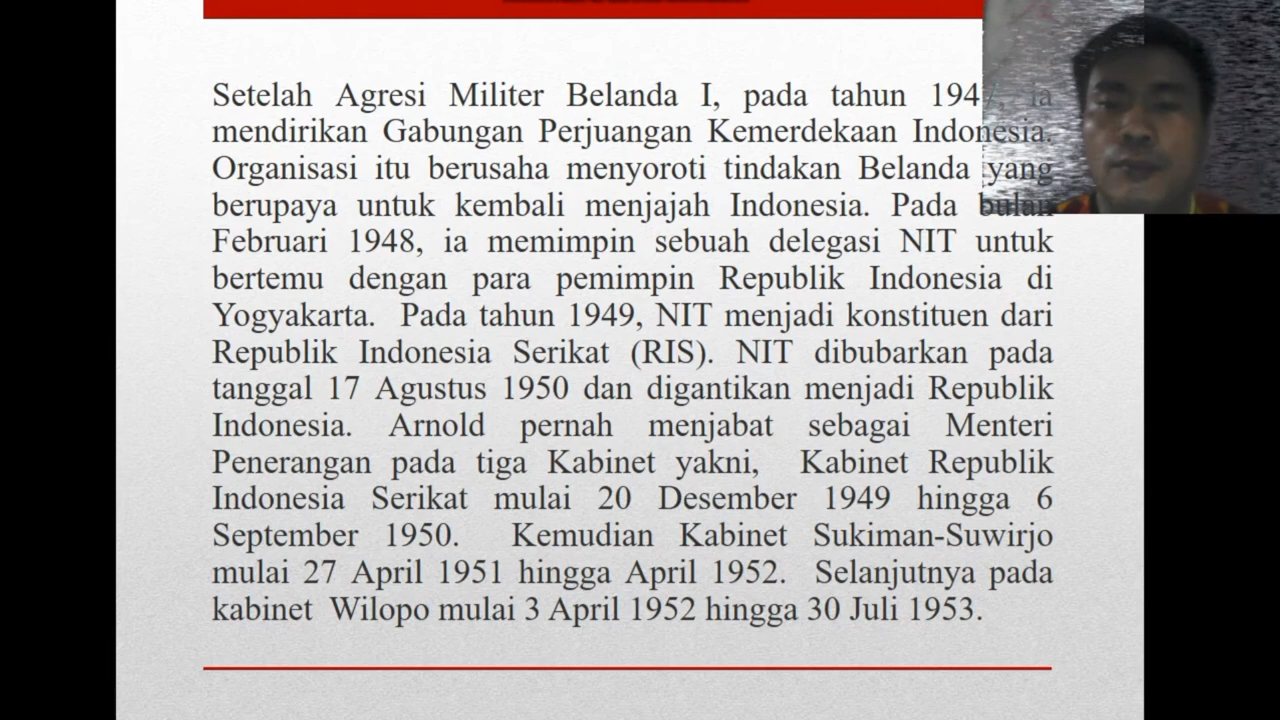 Setelah Agresi Militer Belanda I, pada tahun 1947, ia
mendirikan Gabungan Perjuangan Kemerdekaan Indonesia.
Organisasi itu berusaha menyoroti tindakan Belanda yang
berupaya untuk kembali menjajah Indonesia. Pada bulan
Februari 1948, ia memimpin sebuah delegasi NIT untuk
bertemu dengan para pemimpin Republik Indonesia di
Yogyakarta. Pada tahun 1949, NIT menjadi konstituen dari
Republik Indonesia Serikat (RIS). NIT dibubarkan pada
tanggal 17 Agustus 1950 dan digantikan menjadi Republik
Indonesia. Arnold pernah menjabat sebagai Menteri
Penerangan pada tiga Kabinet yakni, Kabinet Republik
Indonesia Serikat mulai 20 Desember 1949 hingga 6
September 1950. Kemudian Kabinet Sukiman-Suwirjo
mulai 27 April 1951 hingga April 1952. Selanjutnya pada
kabinet Wilopo mulai 3 April 1952 hingga 30 Juli 1953.